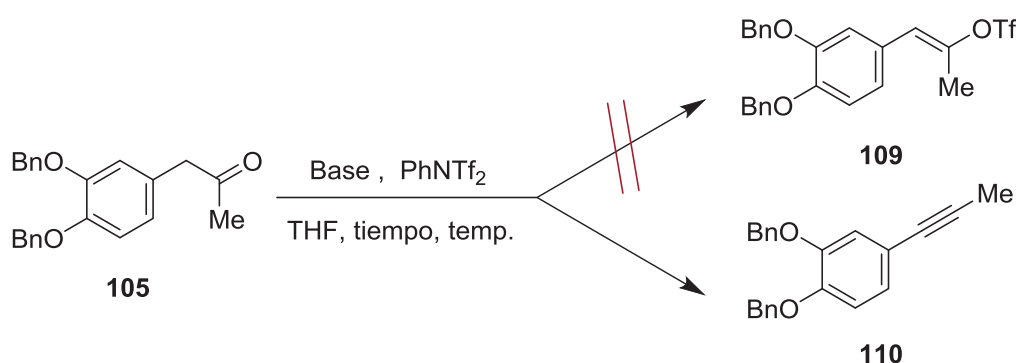 BnO
BnO
O
Me
105
Base , PhNTf2
THF, tiempo, temp.
BnO
BnO
OTf
Me
109
BnO
BnO
Me
110